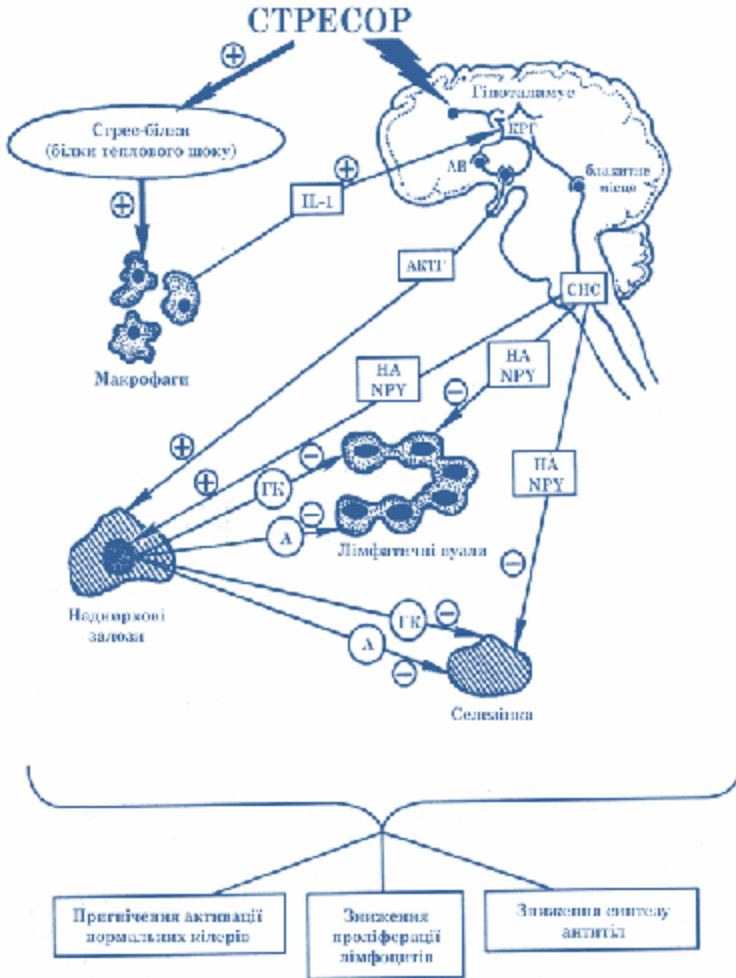 СТРЕСОР
+
Стрес-білки
(білки теплового шоку)
+
Гіпоталамус
КРГ
АВ
блакитне
місце
+
IL-1
АКТГ
СНС
Макрофаги
НА
NPY
НА
NPY
−
НА
NPY
+
+
−
ГК
−
А
Лімфатичні вузли
−
Надниркові
залози
ГК
−
А
−
Селезінка
Пригнічення активації
нормальних кілерів
Зниження
проліферації
лімфоцитів
Зниження синтезу
антитіл